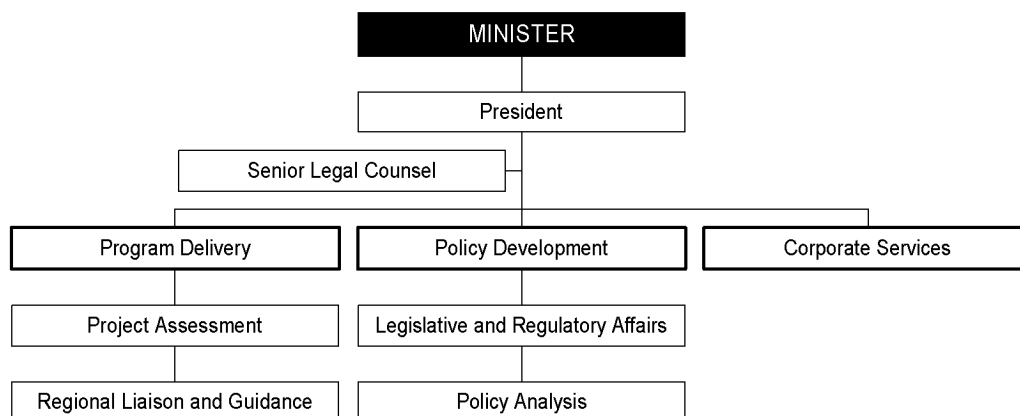 MINISTER
President
Senior Legal Counsel
Program Delivery
Policy Development
Corporate Services
Project Assessment
Legislative and Regulatory Affairs
Regional Liaison and Guidance
Policy Analysis